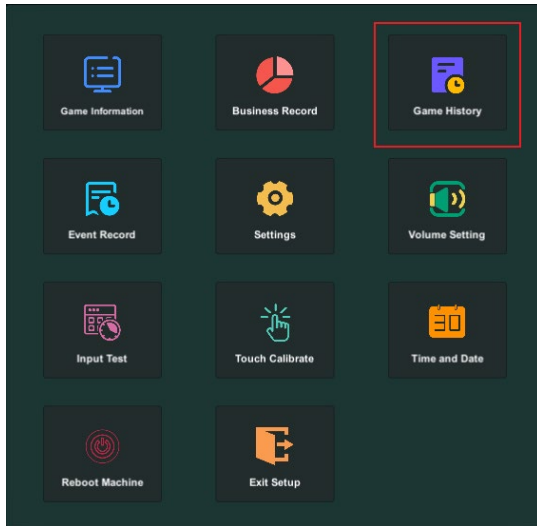 Game Information
Business Record
Game History
Event Record
Settings
Volume Setting
Input Test
Touch Calibrate
30
Time and Date
Reboot Machine
Exit Setup